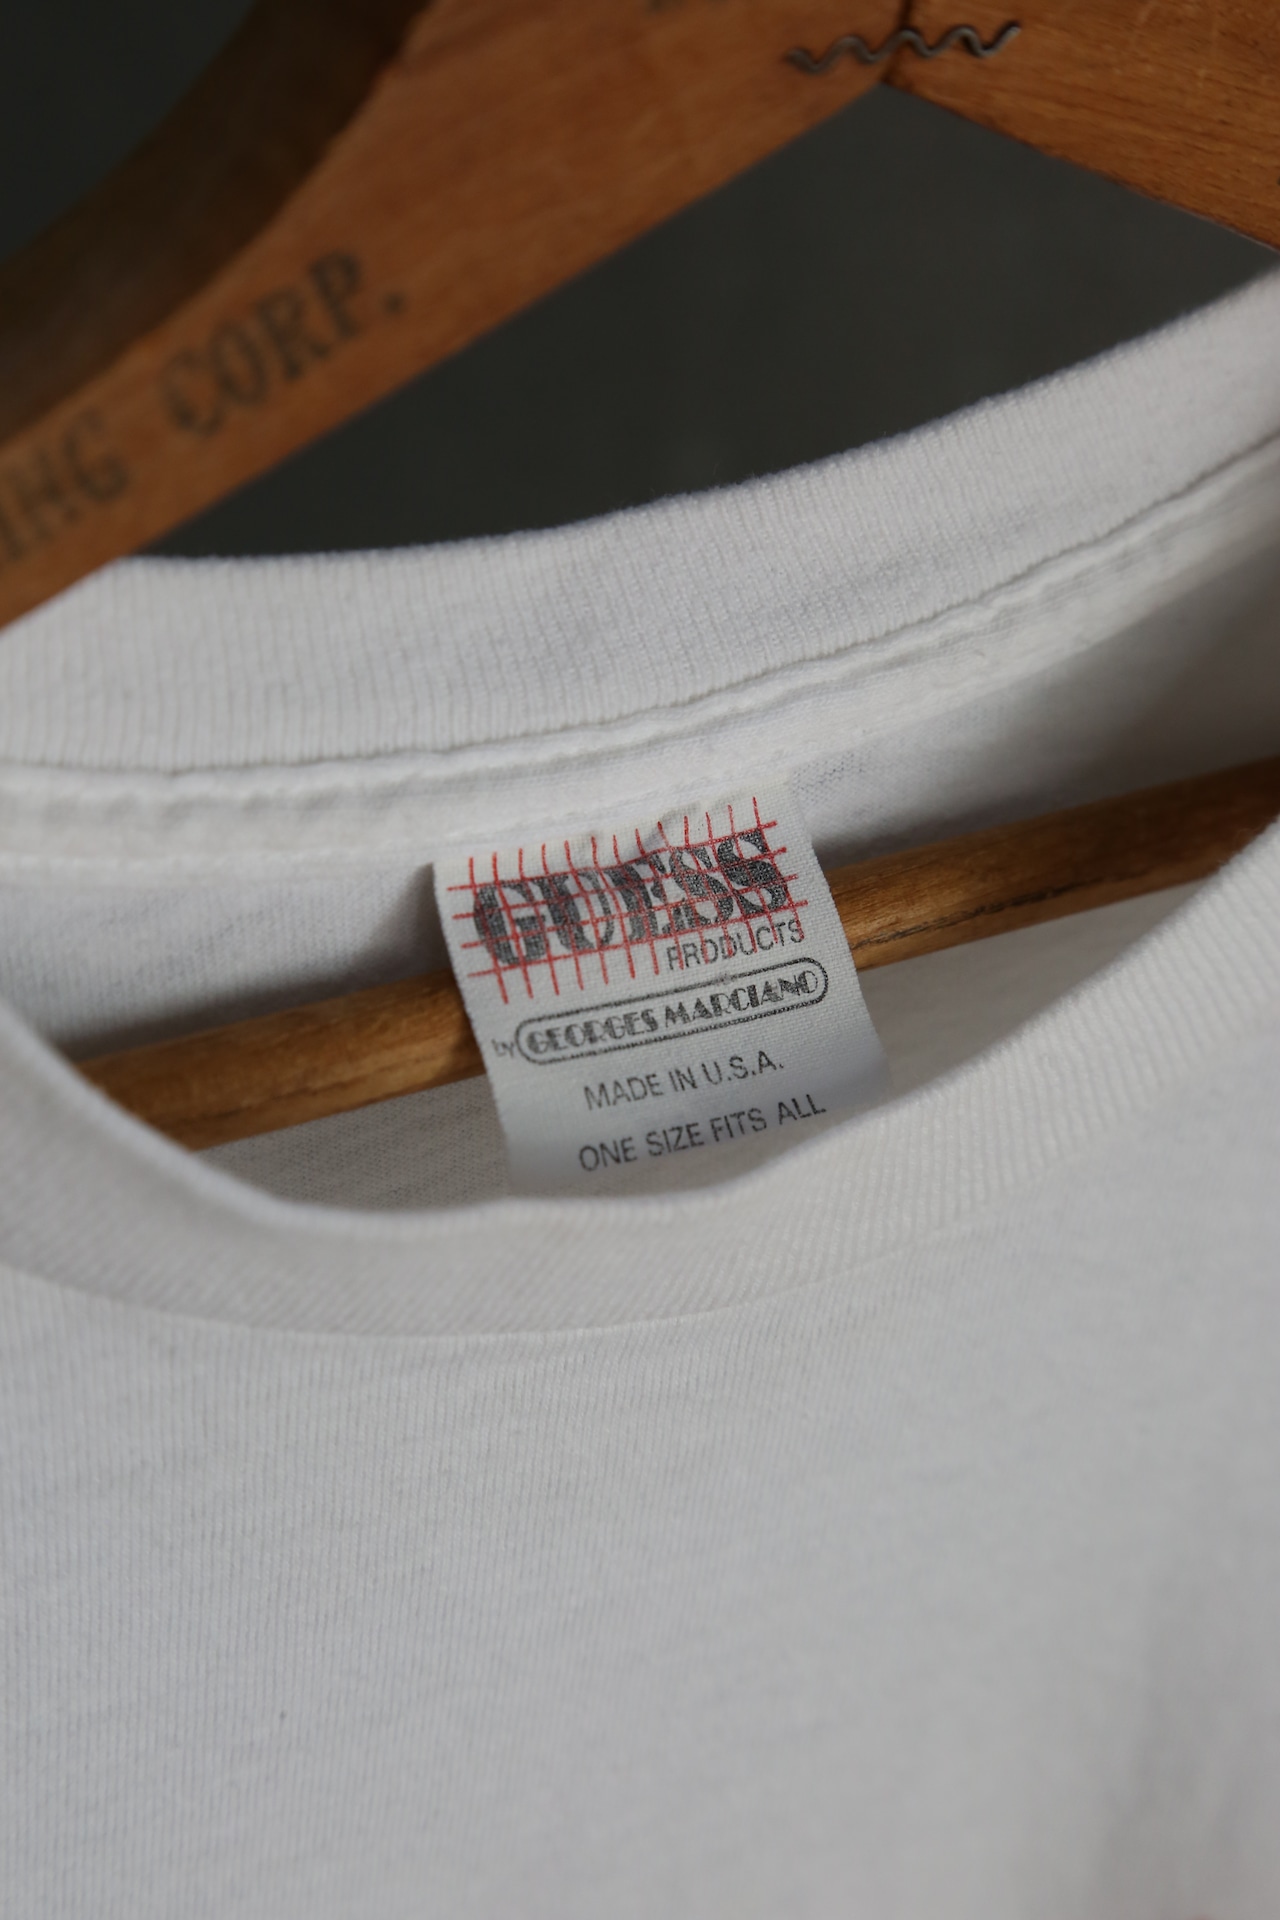 CORP.
GUESS
PRODUCTS
by GEORGES MARCIANO
MADE IN U.S.A.
ONE SIZE FITS ALL